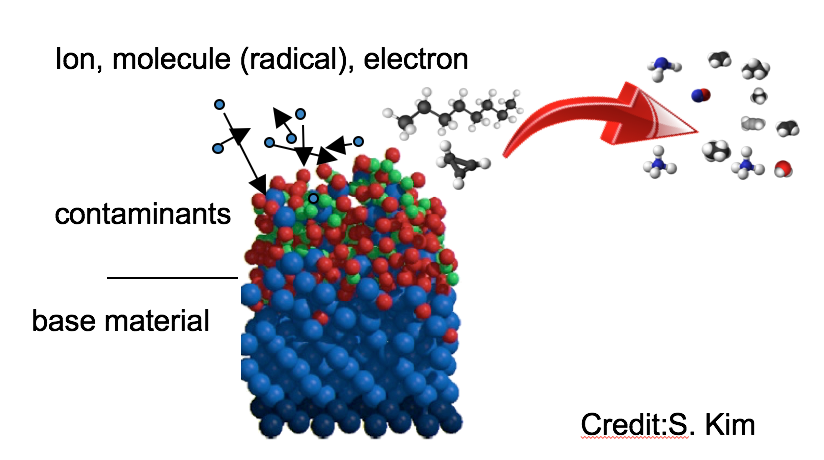 Ion, molecule (radical), electron
contaminants
base material
Credit:S. Kim